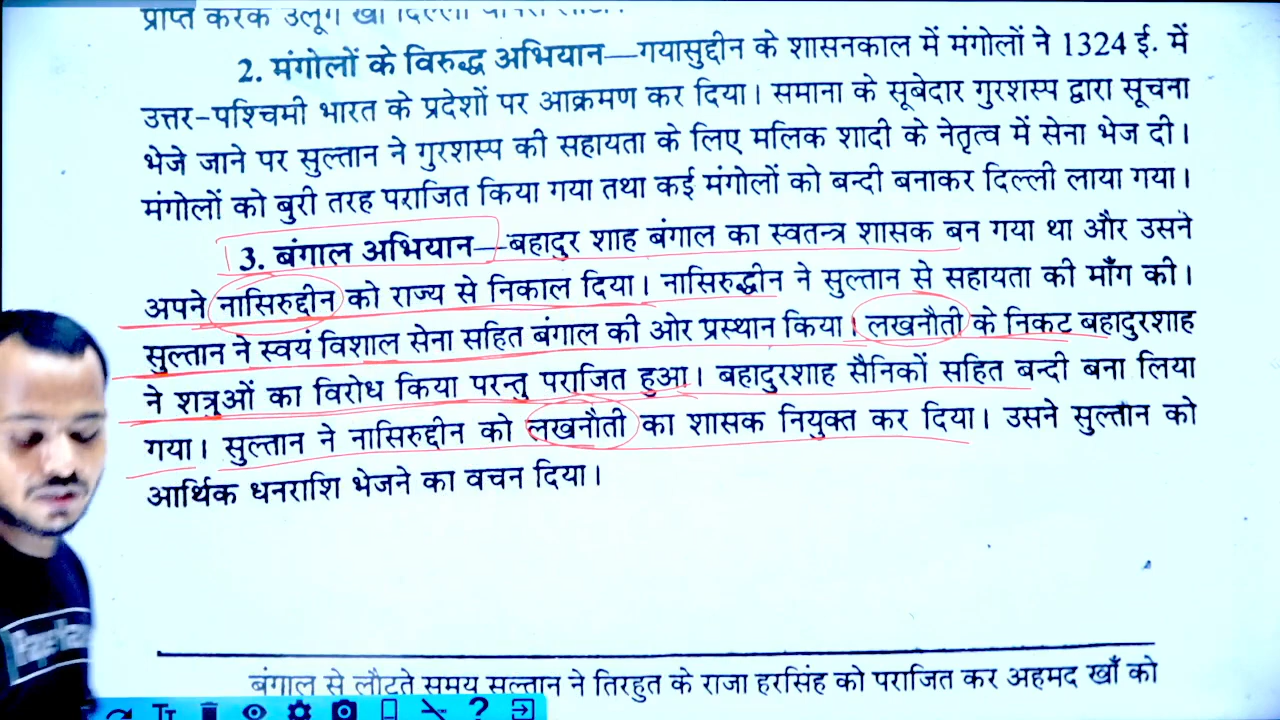 प्राप्त करके उलूग खाँ दिल्ली
2. मंगोलों के विरुद्ध अभियान—गयासुद्दीन के शासनकाल में मंगोलों ने 1324 ई. में
उत्तर-पश्चिमी भारत के प्रदेशों पर आक्रमण कर दिया। समाना के सूबेदार गुरशस्प द्वारा सूचना
भेजे जाने पर सुल्तान ने गुरशस्प की सहायता के लिए मलिक शादी के नेतृत्व में सेना भेज दी।
मंगोलों को बुरी तरह पराजित किया गया तथा कई मंगोलों को बन्दी बनाकर दिल्ली लाया गया।
3. बंगाल अभियान—बहादुर शाह बंगाल का स्वतन्त्र शासक बन गया था और उसने
अपने नासिरुद्दीन को राज्य से निकाल दिया। नासिरुद्धीन ने सुल्तान से सहायता की माँग की।
सुल्तान ने स्वयं विशाल सेना सहित बंगाल की ओर प्रस्थान किया। लखनौती के निकट बहादुरशाह
ने शत्रुओं का विरोध किया परन्तु पराजित हुआ। बहादुरशाह सैनिकों सहित बन्दी बना लिया
गया। सुल्तान ने नासिरुद्दीन को लखनौती का शासक नियुक्त कर दिया। उसने सुल्तान को
आर्थिक धनराशि भेजने का वचन दिया।
बंगाल से लौटते समय सुल्तान ने तिरहुत के राजा हरसिंह को पराजित कर अहमद खाँ को